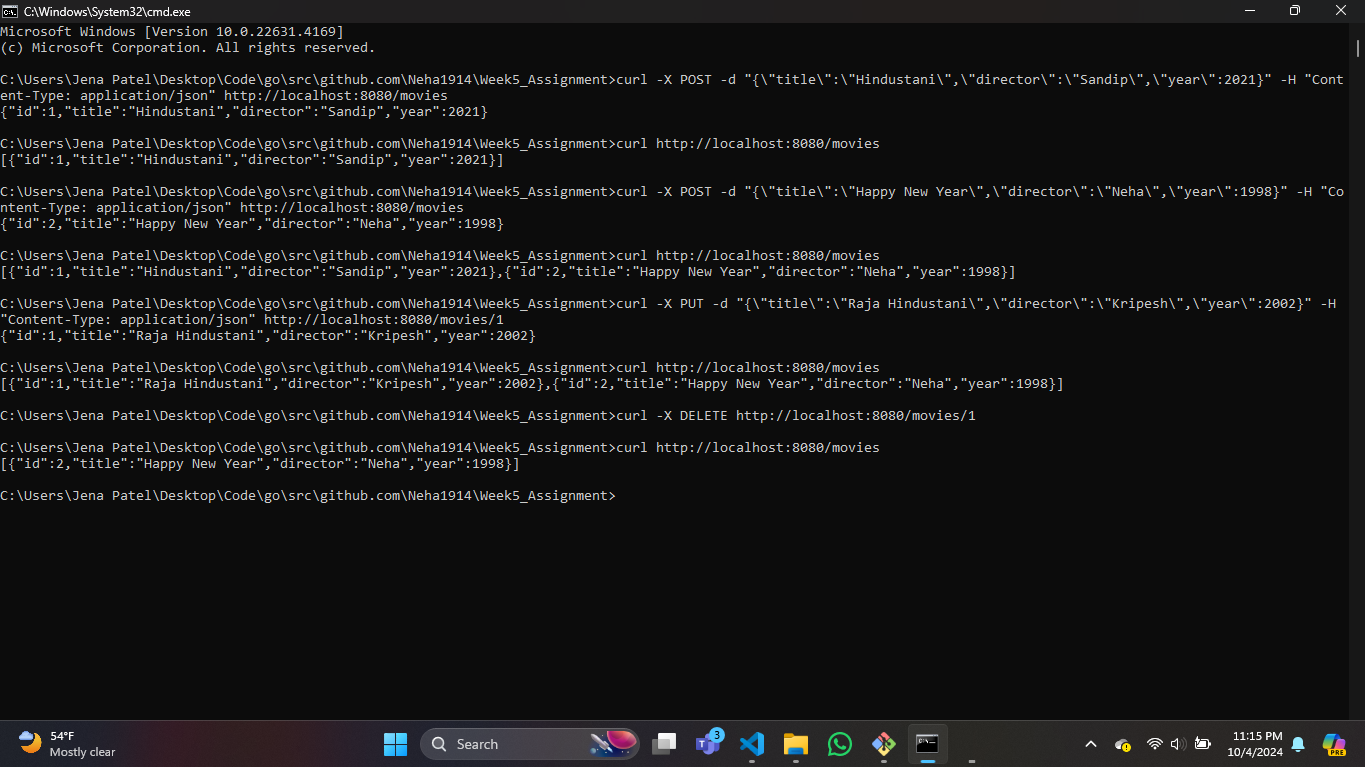 C:\Windows\System32\cmd.exe
Microsoft Windows [Version 10.0.22631.4169]
(c) Microsoft Corporation. All rights reserved.
C:\Users\Jena Patel\Desktop\Code\go\src\github.com\Neha1914\Week5_Assignment>curl -X POST -d "{\"title\":\"Hindustani\",\"director\":\"Sandip\",\"year\":2021}" -H "Cont
ent-Type: application/json" http://localhost:8080/movies
{"id":1,"title":"Hindustani","director":"Sandip","year":2021}
C:\Users\Jena Patel\Desktop\Code\go\src\github.com\Neha1914\Week5_Assignment>curl http://localhost:8080/movies
[{"id":1,"title":"Hindustani","director":"Sandip","year":2021}]
C:\Users\Jena Patel\Desktop\Code\go\src\github.com\Neha1914\Week5_Assignment>curl -X POST -d "{\"title\":\"Happy New Year\",\"director\":\"Neha\",\"year\":1998}" -H "Co
ntent-Type: application/json" http://localhost:8080/movies
{"id":2,"title":"Happy New Year","director":"Neha","year":1998}
C:\Users\Jena Patel\Desktop\Code\go\src\github.com\Neha1914\Week5_Assignment>curl http://localhost:8080/movies
[{"id":1,"title":"Hindustani","director":"Sandip","year":2021},{"id":2,"title":"Happy New Year","director":"Neha","year":1998}]
C:\Users\Jena Patel\Desktop\Code\go\src\github.com\Neha1914\Week5_Assignment>curl -X PUT -d "{\"title\":\"Raja Hindustani\",\"director\":\"Kripesh\",\"year\":2002}" -H
"Content-Type: application/json" http://localhost:8080/movies/1
{"id":1,"title":"Raja Hindustani","director":"Kripesh","year":2002}
C:\Users\Jena Patel\Desktop\Code\go\src\github.com\Neha1914\Week5_Assignment>curl http://localhost:8080/movies
[{"id":1,"title":"Raja Hindustani","director":"Kripesh","year":2002},{"id":2,"title":"Happy New Year","director":"Neha","year":1998}]
C:\Users\Jena Patel\Desktop\Code\go\src\github.com\Neha1914\Week5_Assignment>curl -X DELETE http://localhost:8080/movies/1
C:\Users\Jena Patel\Desktop\Code\go\src\github.com\Neha1914\Week5_Assignment>curl http://localhost:8080/movies
[{"id":2,"title":"Happy New Year","director":"Neha","year":1998}]
C:\Users\Jena Patel\Desktop\Code\go\src\github.com\Neha1914\Week5_Assignment>
54°F
Mostly clear
Search
3
11:15 PM
10/4/2024
PRE